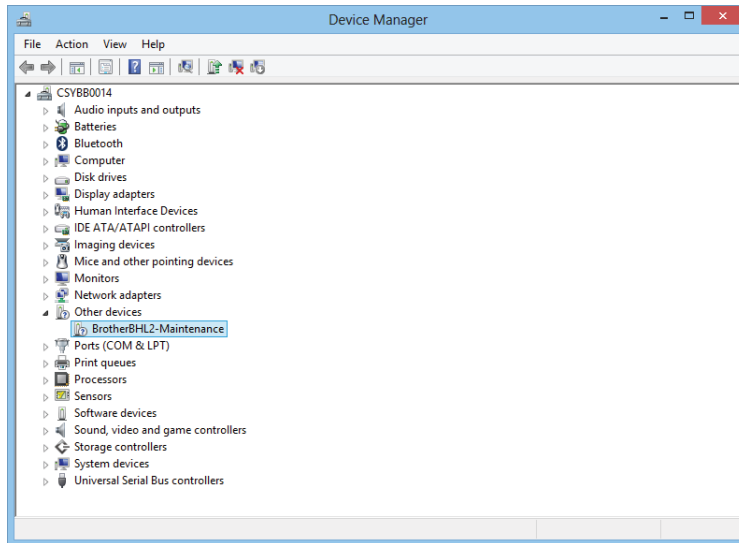 Device Manager
File Action View Help
CSYBB0014
Audio inputs and outputs
Batteries
Bluetooth
Computer
Disk drives
Display adapters
Human Interface Devices
IDE ATA/ATAPI controllers
Imaging devices
Mice and other pointing devices
Monitors
Network adapters
Other devices
BrotherBHL2-Maintenance
Ports (COM & LPT)
Print queues
Processors
Sensors
Software devices
Sound, video and game controllers
Storage controllers
System devices
Universal Serial Bus controllers